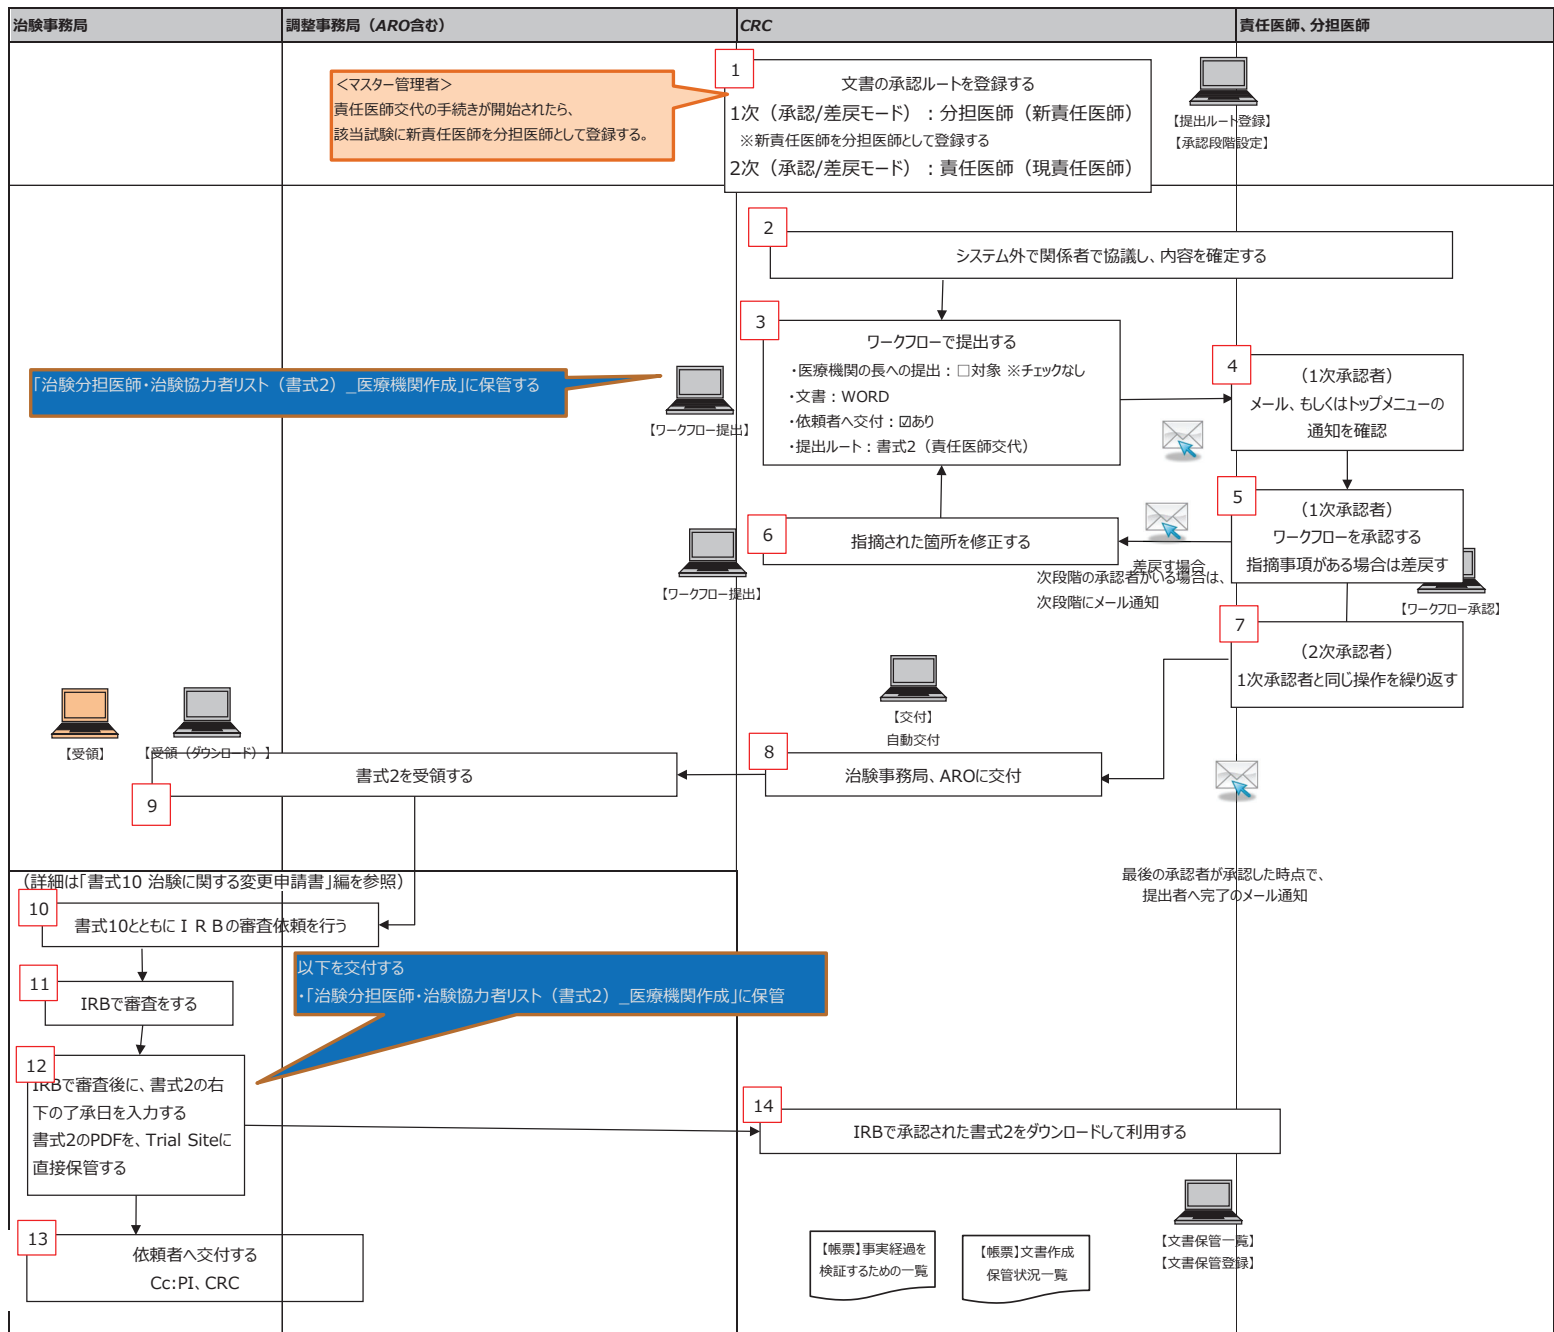 治験事務局
調整事務局（ARO含む）
CRC
責任医師、分担医師
＜マスター管理者＞
責任医師交代の手続きが開始されたら、
該当試験に新責任医師を分担医師として登録する。
1
文書の承認ルートを登録する
1次（承認/差戻モード）：分担医師（新責任医師）
※新責任医師を分担医師として登録する
2次（承認/差戻モード）：責任医師（現責任医師）
【提出ルート登録】
【承認段階設定】
2
システム外で関係者で協議し、内容を確定する
3
ワークフローで提出する
・医療機関の長への提出：□対象 ※チェックなし
・文書：WORD
・依頼者へ交付：☑あり
・提出ルート：書式2（責任医師交代）
「治験分担医師・治験協力者リスト（書式2）_医療機関作成」に保管する
【ワークフロー提出】
4
（1次承認者）
メール、もしくはトップメニューの
通知を確認
5
（1次承認者）
ワークフローを承認する
指摘事項がある場合は差戻す
6
指摘された箇所を修正する
【ワークフロー提出】
差戻す場合
次段階の承認者がいる場合は、
次段階にメール通知
【ワークフロー承認】
7
（2次承認者）
1次承認者と同じ操作を繰り返す
【交付】
自動交付
8
治験事務局、AROに交付
【受領】
【受領（ダウンロード）】
書式2を受領する
9
最後の承認者が承認した時点で、
提出者へ完了のメール通知
（詳細は「書式10 治験に関する変更申請書」編を参照）
10
書式10とともにＩＲＢの審査依頼を行う
11
IRBで審査をする
以下を交付する
・「治験分担医師・治験協力者リスト（書式2）_医療機関作成」に保管
12
IRBで審査後に、書式2の右
下の了承日を入力する
書式2のPDFを、Trial Siteに
直接保管する
14
IRBで承認された書式2をダウンロードして利用する
13
依頼者へ交付する
Cc:PI、CRC
【帳票】事実経過を
検証するための一覧
【帳票】文書作成
保管状況一覧
【文書保管一覧】
【文書保管登録】